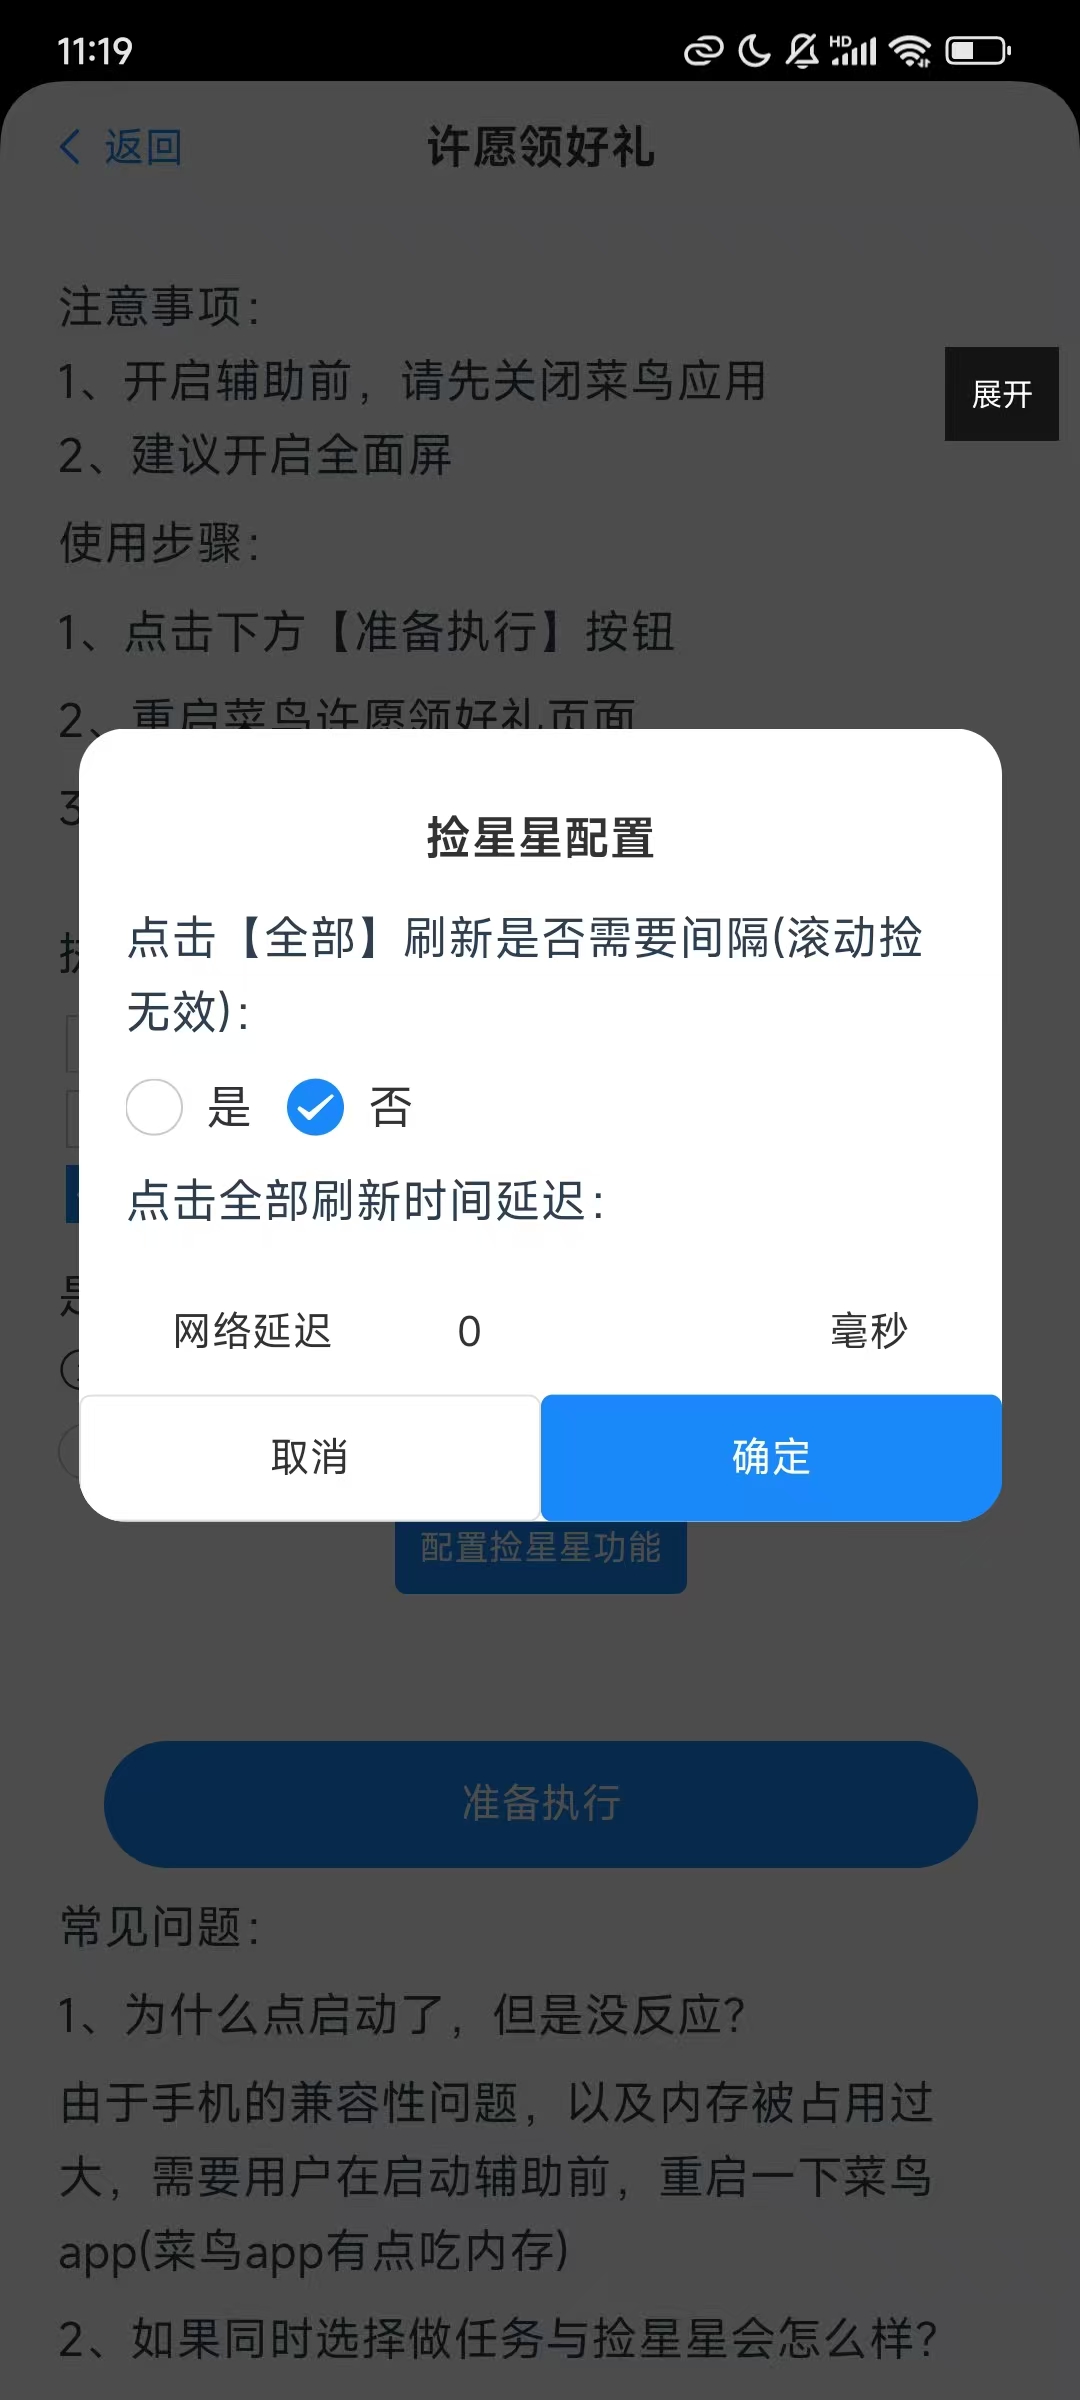 11:19
HD
返回
许愿领好礼
注意事项：
1、开启辅助前，请先关闭菜鸟应用
展开
2、建议开启全面屏
使用步骤：
1、点击下方【准备执行】按钮
2、重启菜鸟许愿领好礼页面
3
捡星星配置
点击【全部】刷新是否需要间隔(滚动捡
无效)：
是 否
点击全部刷新时间延迟：
网络延迟 0 毫秒
取消 确定
配置捡星星功能
准备执行
常见问题：
1、为什么点启动了，但是没反应？
由于手机的兼容性问题，以及内存被占用过
大，需要用户在启动辅助前，重启一下菜鸟
app(菜鸟app有点吃内存)
2、如果同时选择做任务与捡星星会怎么样？